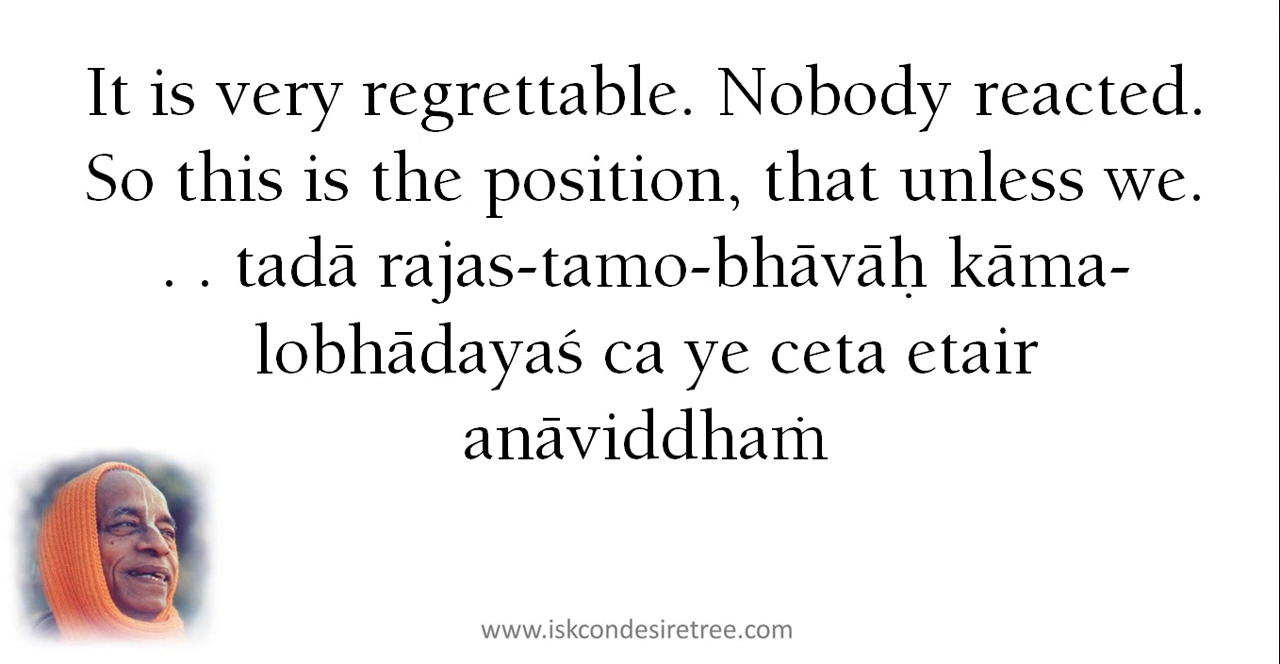 It is very regrettable. Nobody reacted.
So this is the position, that unless we.
. . tadā rajas-tamo-bhāvāḥ kāma-
lobhādayaś ca ye ceta etair
anāviddhaṁ
www.iskcondesiretree.com